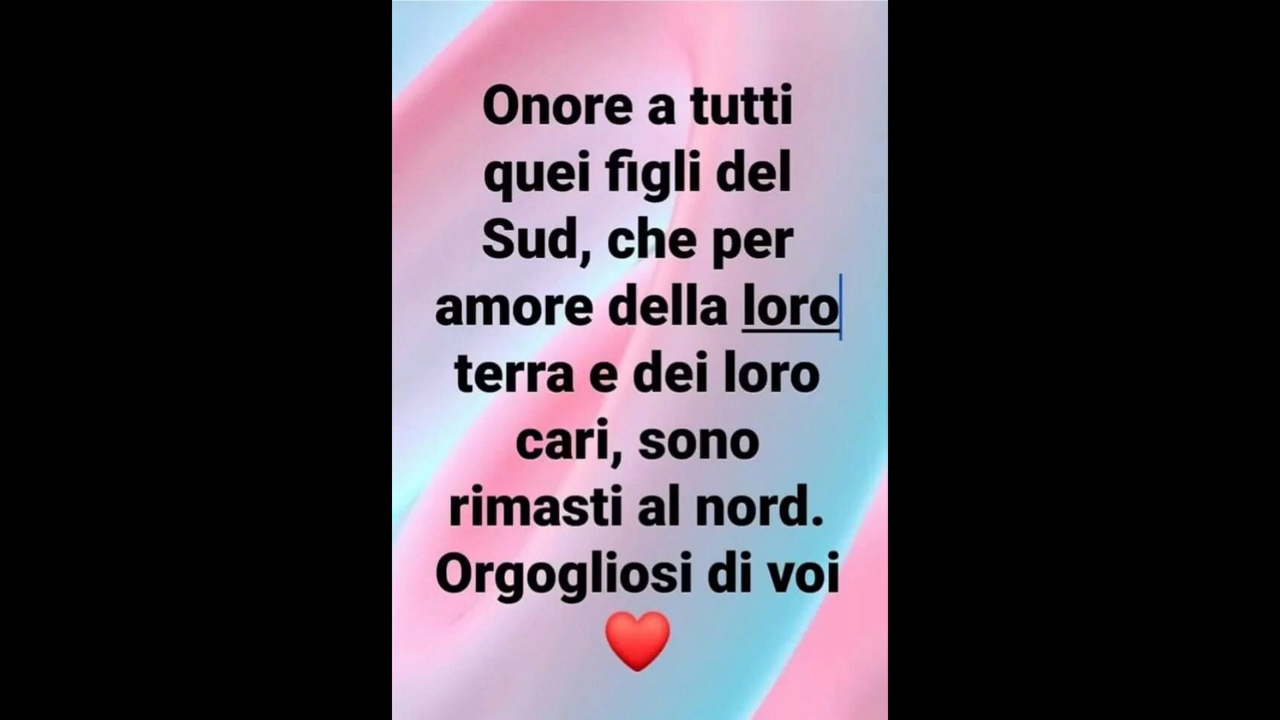 Onore a tutti
quei figli del
Sud, che per
amore della loro
terra e dei loro
cari, sono
rimasti al nord.
Orgogliosi di voi
❤️